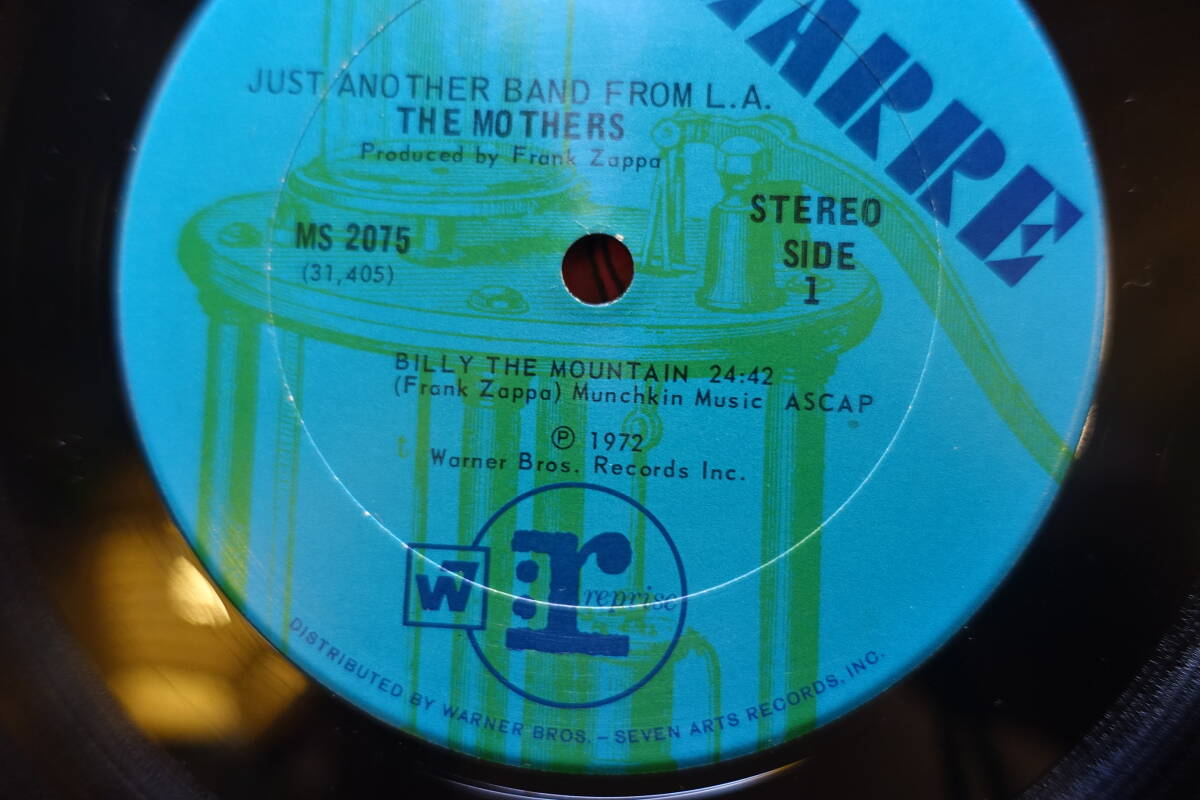 JUST ANOTHER BAND FROM L.A.
THE MOTHERS
Produced by Frank Zappa
MS 2075
(31,405)
STEREO
SIDE
1
BILLY THE MOUNTAIN 24:42
(Frank Zappa) Munchkin Music ASCAP
Ⓟ 1972
Warner Bros. Records Inc.
W
r:
reprise
DISTRIBUTED BY WARNER BROS. – SEVEN ARTS RECORDS, INC.